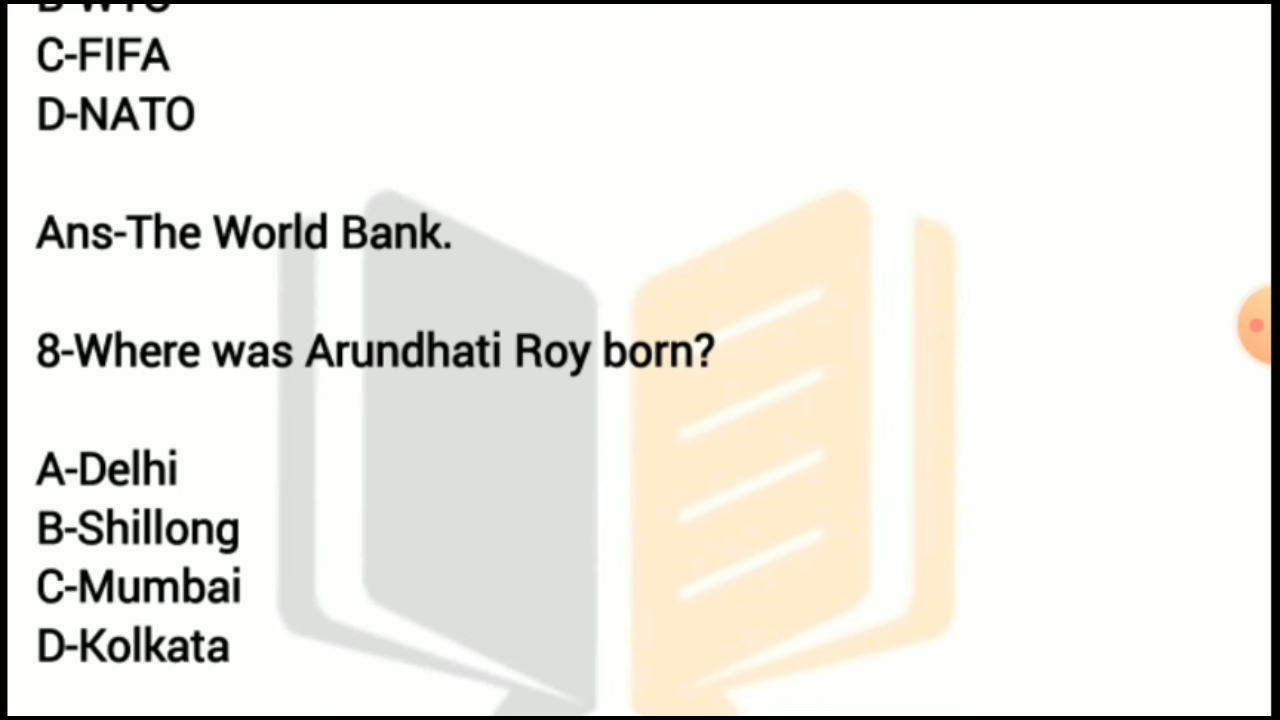 C-FIFA
D-NATO
Ans-The World Bank.
8-Where was Arundhati Roy born?
A-Delhi
B-Shillong
C-Mumbai
D-Kolkata